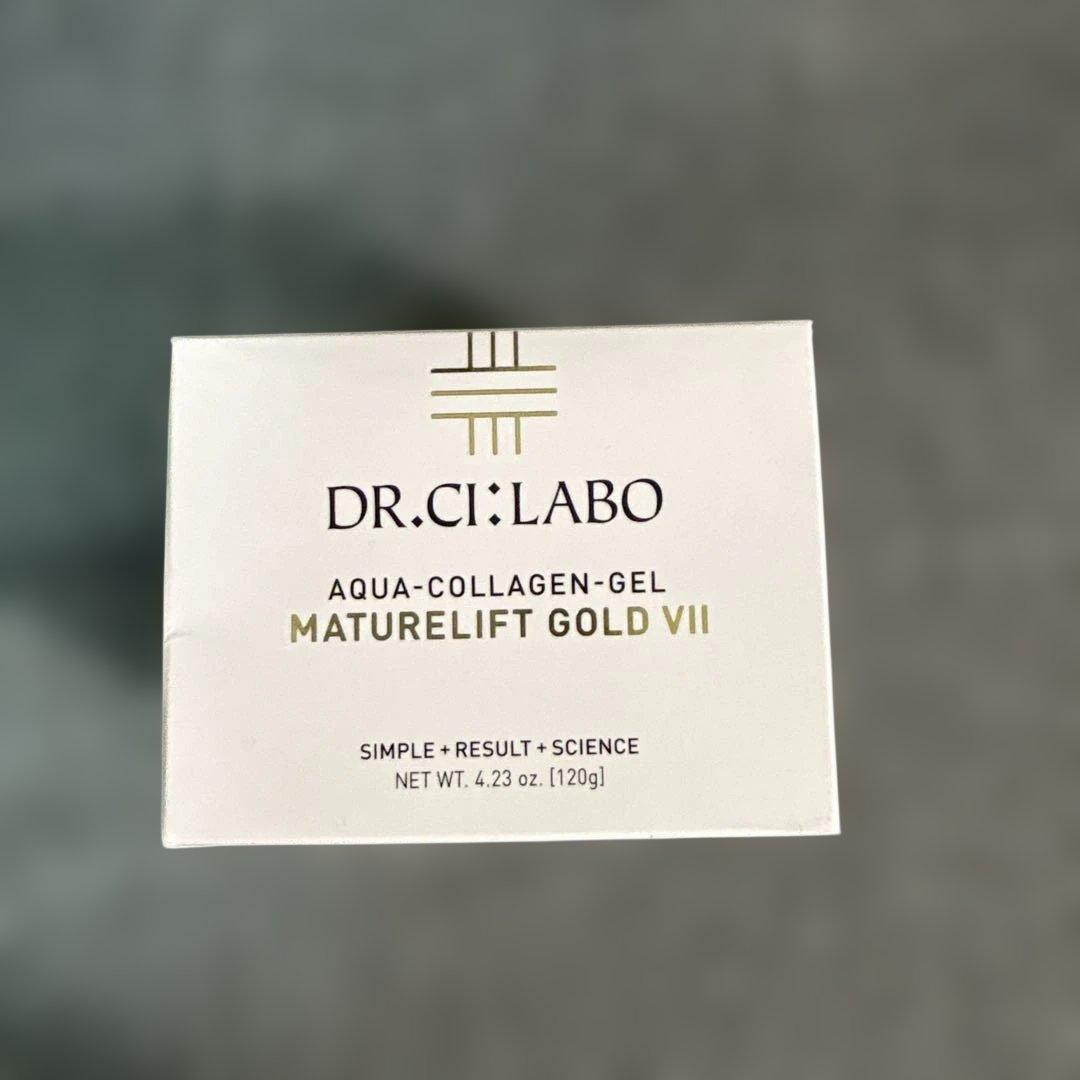 DR.CI:LABO
AQUA-COLLAGEN-GEL
MATURELIFT GOLD VII
SIMPLE + RESULT + SCIENCE
NET WT. 4.23 oz. [120g]